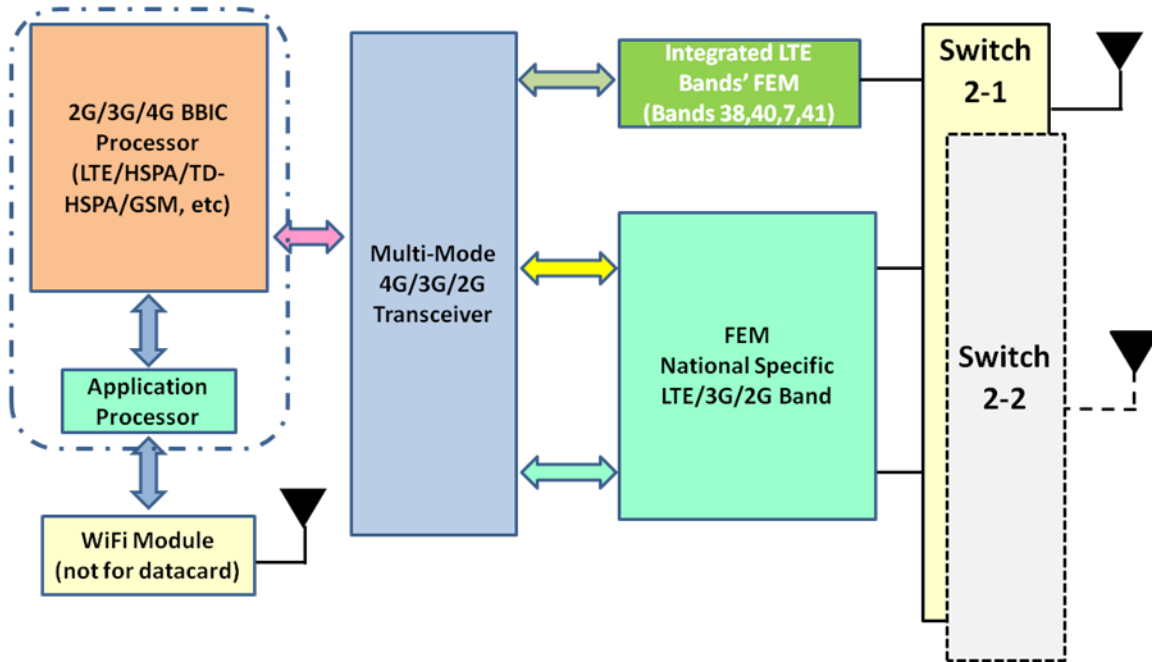 2G/3G/4G BBIC
Processor
(LTE/HSPA/TD-
HSPA/GSM, etc)
Application
Processor
WiFi Module
(not for datacard)
Multi-Mode
4G/3G/2G
Transceiver
Integrated LTE
Bands’ FEM
(Bands 38,40,7,41)
FEM
National Specific
LTE/3G/2G Band
Switch
2-1
Switch
2-2